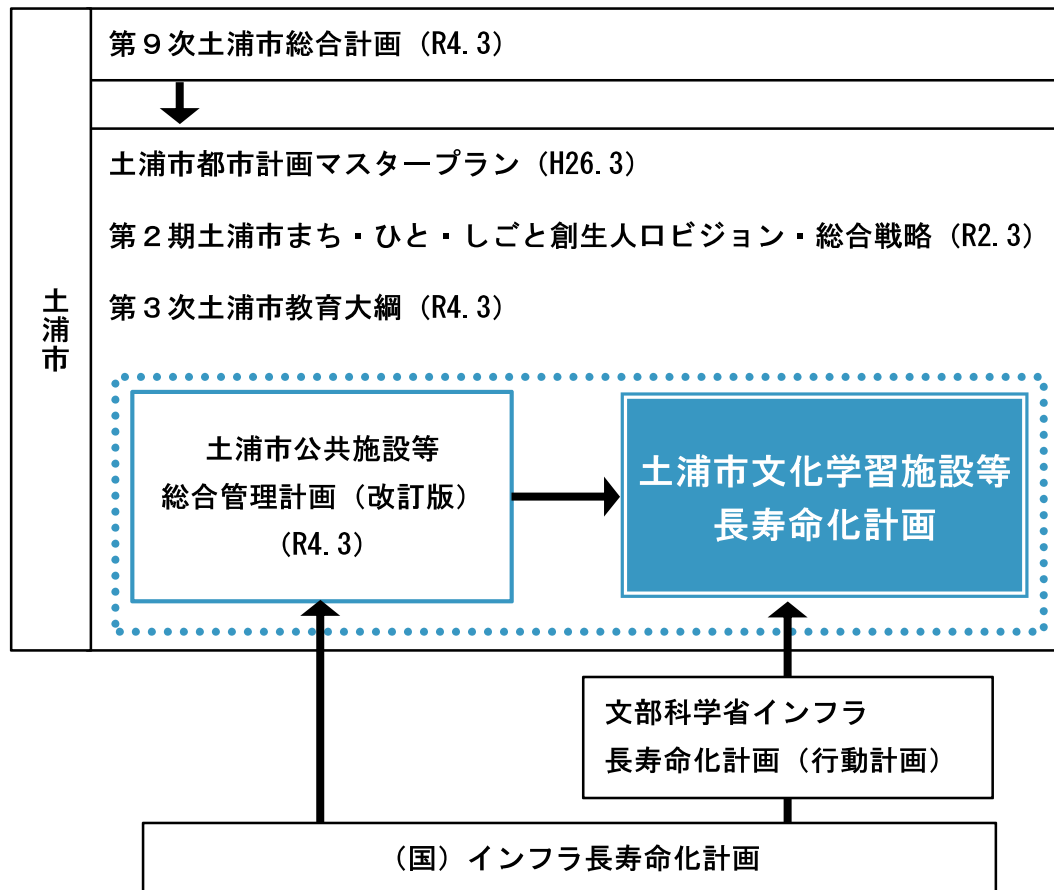 第９次土浦市総合計画（R4.3）
土浦市都市計画マスタープラン（H26.3）
第２期土浦市まち・ひと・しごと創生人口ビジョン・総合戦略（R2.3）
第３次土浦市教育大綱（R4.3）
土浦市
土浦市公共施設等
総合管理計画（改訂版）
（R4.3）
土浦市文化学習施設等
長寿命化計画
文部科学省インフラ
長寿命化計画（行動計画）
（国）インフラ長寿命化計画